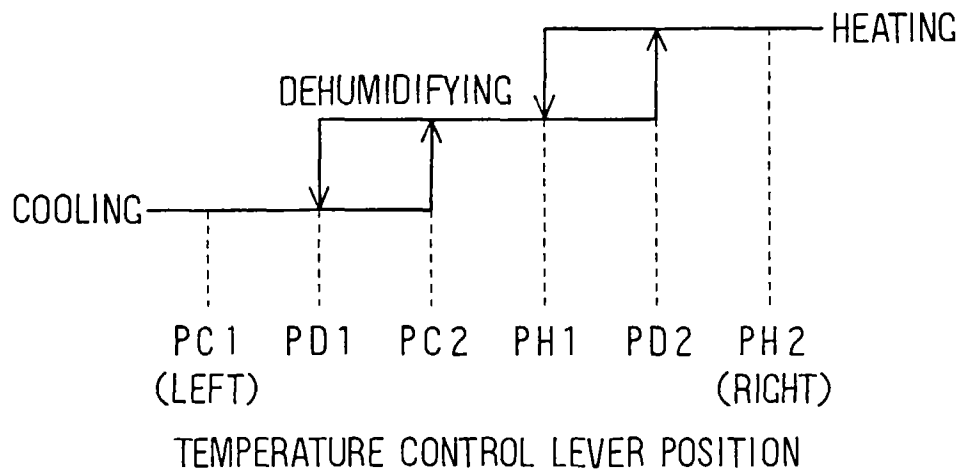 HEATING
DEHUMIDIFYING
COOLING
PC1 PD1 PC2 PH1 PD2 PH2
(LEFT) (RIGHT)
TEMPERATURE CONTROL LEVER POSITION